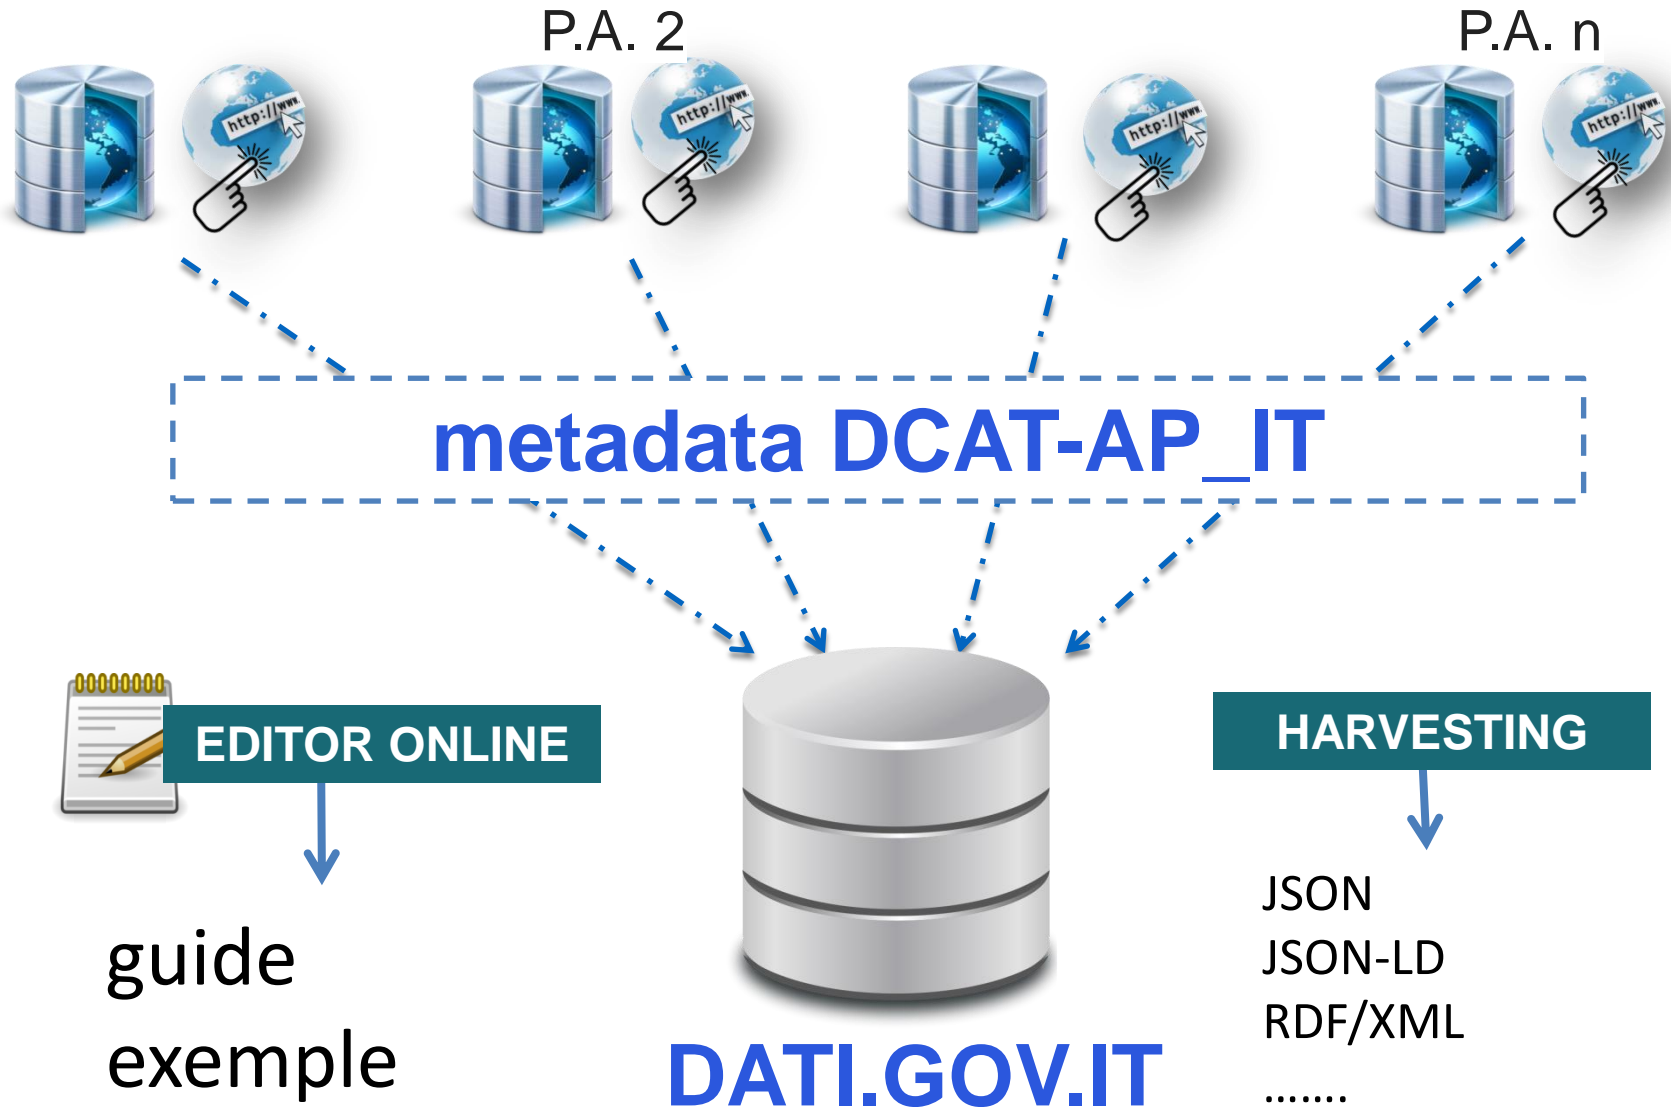 P.A. 2
P.A. n
http://www.
http://www.
http://www.
http://www.
metadata DCAT-AP_IT
EDITOR ONLINE
HARVESTING
guide
exemple
JSON
JSON-LD
RDF/XML
.......
DATI.GOV.IT